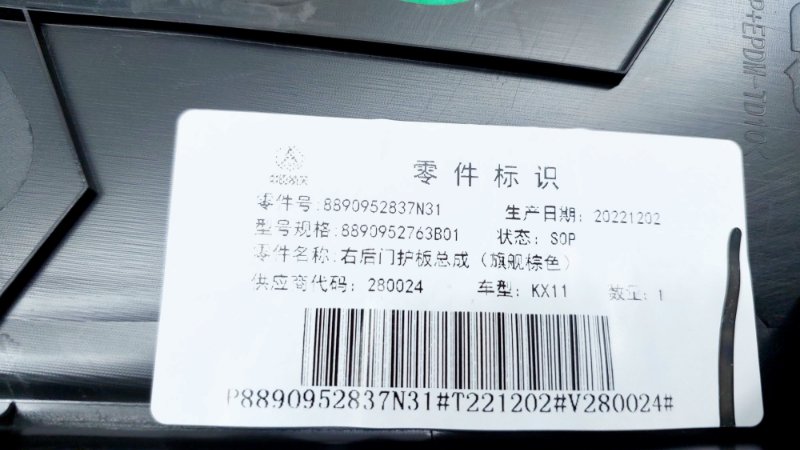 P+EPDM-TD10
零件标识
零件号:8890952837N31 生产日期: 20221202
型号规格:8890952763B01 状态: SOP
零件名称:右后门护板总成（旗舰棕色）
供应商代码: 280024 车型: KX11 数量: 1
P8890952837N31#T221202#V280024#